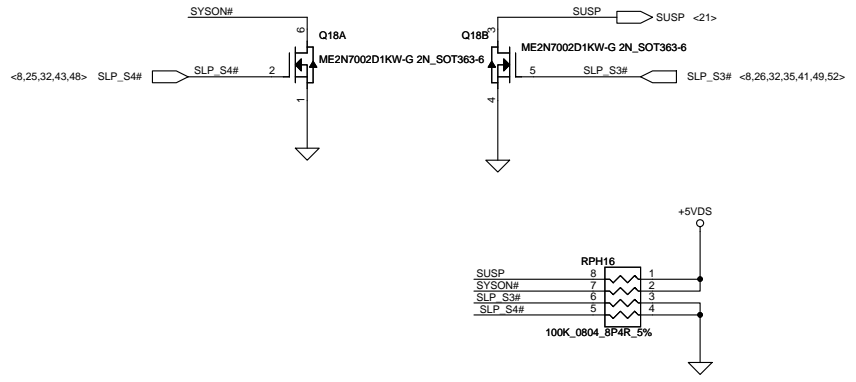 SYSON#
SUSP
SUSP <21>
6
3
Q18A
Q18B
ME2N7002D1KW-G 2N_SOT363-6
ME2N7002D1KW-G 2N_SOT363-6
<8,25,32,43,48> SLP_S4#
SLP_S4#
2
5
SLP_S3#
SLP_S3# <8,26,32,35,41,49,52>
1
4
+5VDS
RPH16
SUSP 8 1
SYSON# 7 2
SLP_S3# 6 3
SLP_S4# 5 4
100K_0804_8P4R_5%